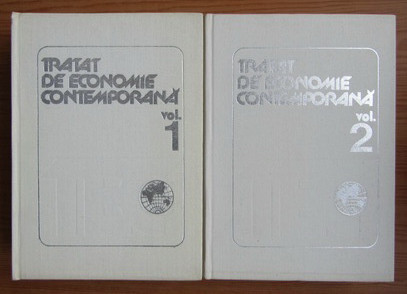 TRATAT
DE ECONOMIE
CONTEMPORANĂ
vol.
1
TRATAT
DE ECONOMIE
CONTEMPORANĂ
vol.
2